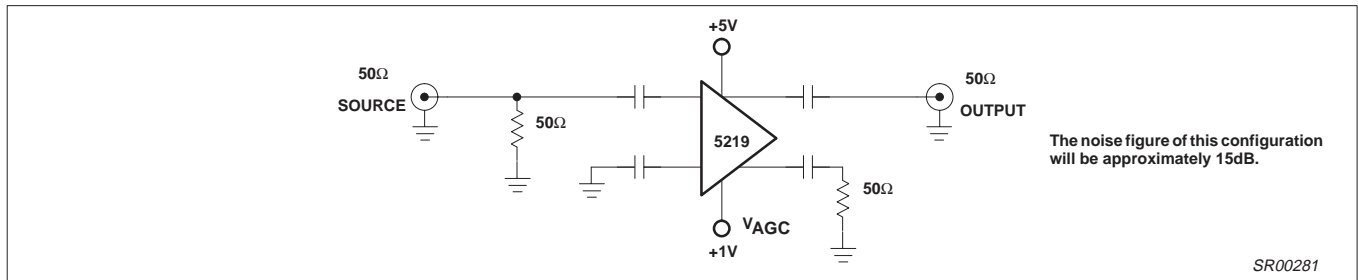 +5V
50Ω
SOURCE
50Ω
5219
50Ω
OUTPUT
The noise figure of this configuration
will be approximately 15dB.
50Ω
VAGC
+1V
SR00281